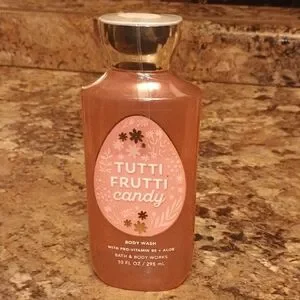 TUTTI
FRUTTI
candy
BODY WASH
WITH PRO-VITAMIN B5 + ALOE
BATH & BODY WORKS
10 FL OZ / 295 mL